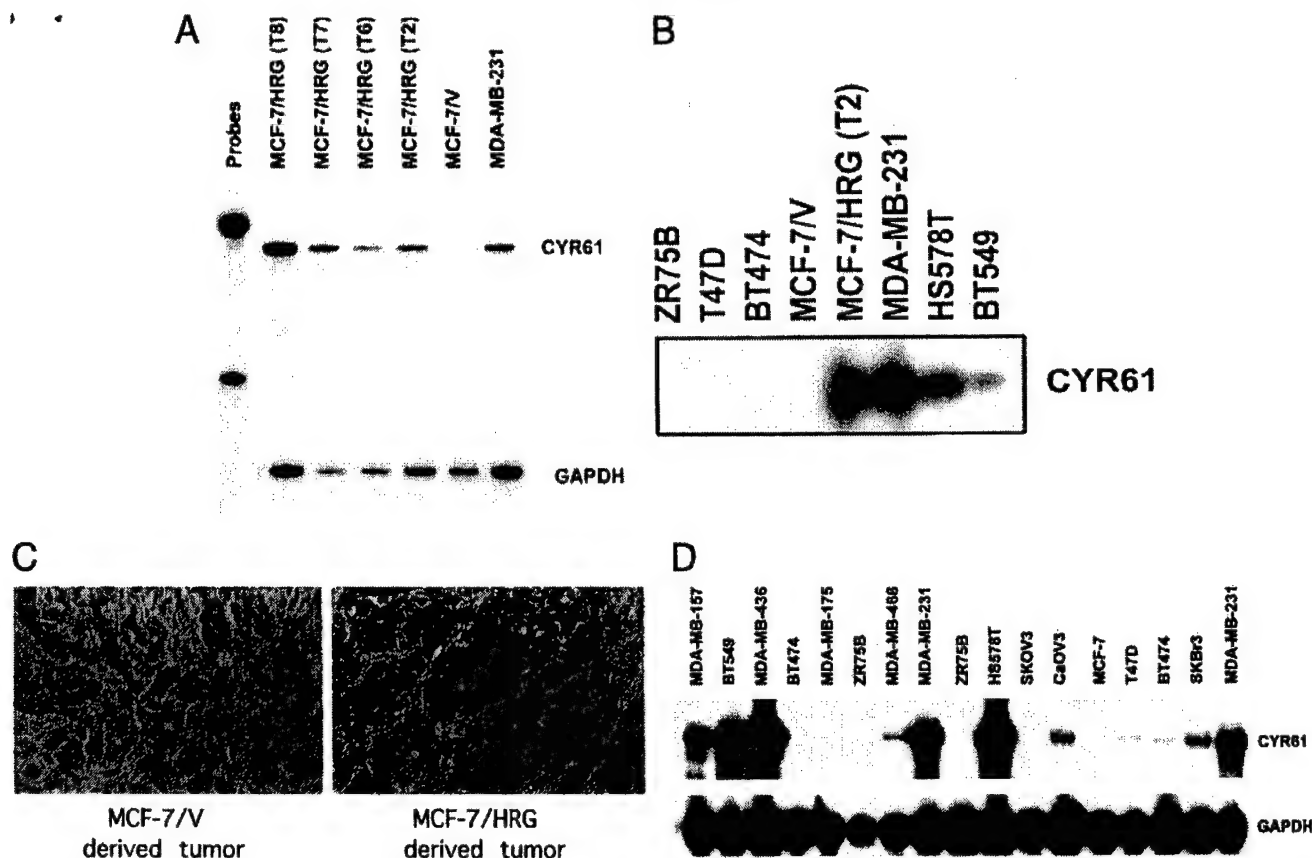 A
Probes
MCF-7/HRG (T8)
MCF-7/HRG (T7)
MCF-7/HRG (T6)
MCF-7/HRG (T2)
MCF-7/V
MDA-MB-231
CYR61
GAPDH
B
ZR75B
T47D
BT474
MCF-7/V
MCF-7/HRG (T2)
MDA-MB-231
HS578T
BT549
CYR61
C
MCF-7/V
derived tumor
MCF-7/HRG
derived tumor
D
MDA-MB-157
BT549
MDA-MB-436
BT474
MDA-MB-175
ZR75B
MDA-MB-468
MDA-MB-231
ZR75B
HS578T
SKOV3
CaOV3
MCF-7
T47D
BT474
SKBr3
MDA-MB-231
CYR61
GAPDH